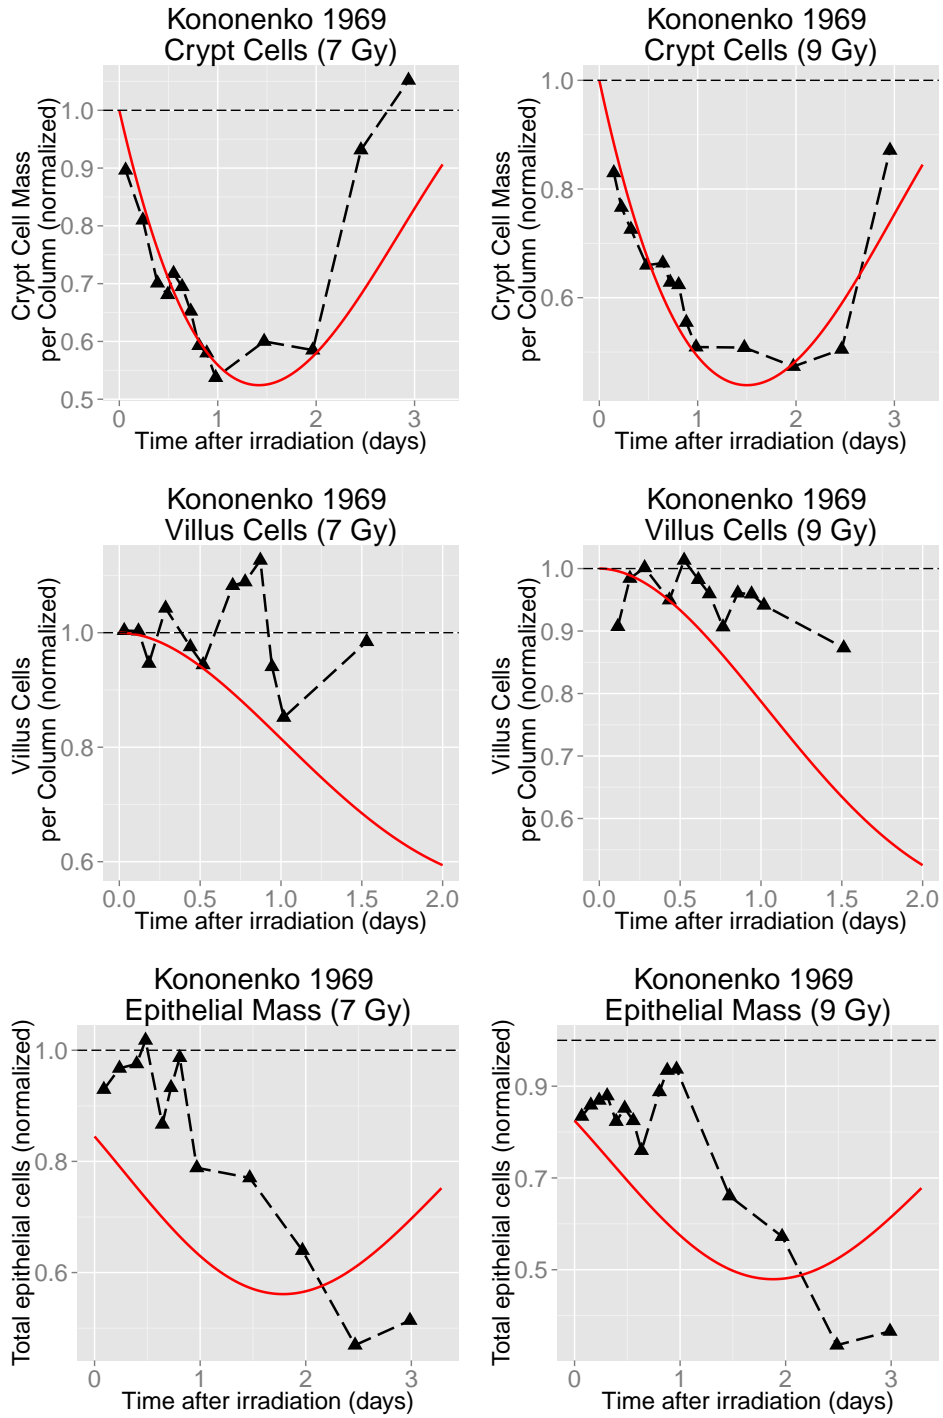 Kononenko 1969
Crypt Cells (7 Gy)
Crypt Cell Mass
per Column (normalized)
1.0
0.9
0.8
0.7
0.6
0.5
0
1
2
3
Time after irradiation (days)
Kononenko 1969
Crypt Cells (9 Gy)
Crypt Cell Mass
per Column (normalized)
1.0
0.8
0.6
0
1
2
3
Time after irradiation (days)
Kononenko 1969
Villus Cells (7 Gy)
Villus Cells
per Column (normalized)
1.0
0.8
0.6
0.0
0.5
1.0
1.5
2.0
Time after irradiation (days)
Kononenko 1969
Villus Cells (9 Gy)
Villus Cells
per Column (normalized)
1.0
0.9
0.8
0.7
0.6
0.0
0.5
1.0
1.5
2.0
Time after irradiation (days)
Kononenko 1969
Epithelial Mass (7 Gy)
Total epithelial cells (normalized)
1.0
0.8
0.6
0
1
2
3
Time after irradiation (days)
Kononenko 1969
Epithelial Mass (9 Gy)
Total epithelial cells (normalized)
0.9
0.7
0.5
0
1
2
3
Time after irradiation (days)